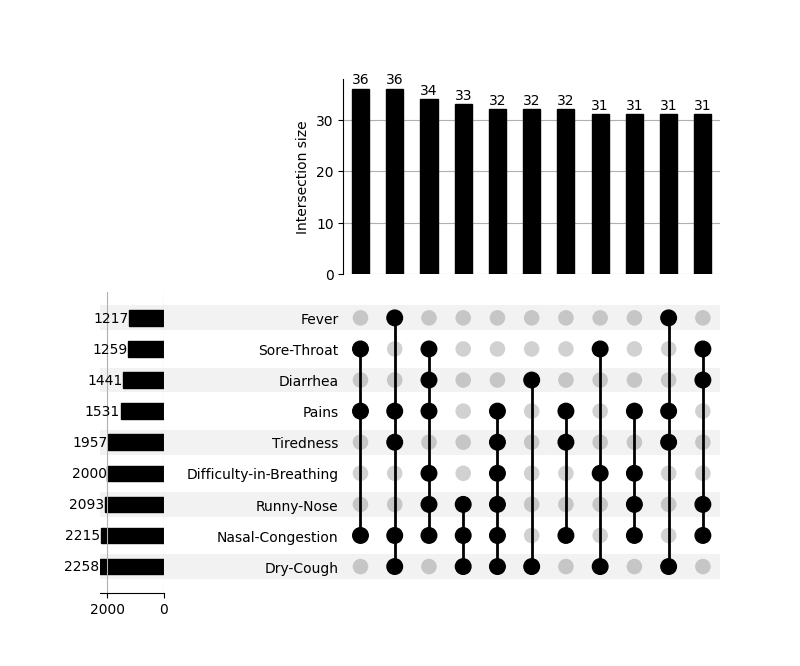 36 36 34 33 32 32 32 31 31 31 31
Intersection size
30
20
10
0
1217 Fever
1259 Sore-Throat
1441 Diarrhea
1531 Pains
1957 Tiredness
2000 Difficulty-in-Breathing
2093 Runny-Nose
2215 Nasal-Congestion
2258 Dry-Cough
2000 0